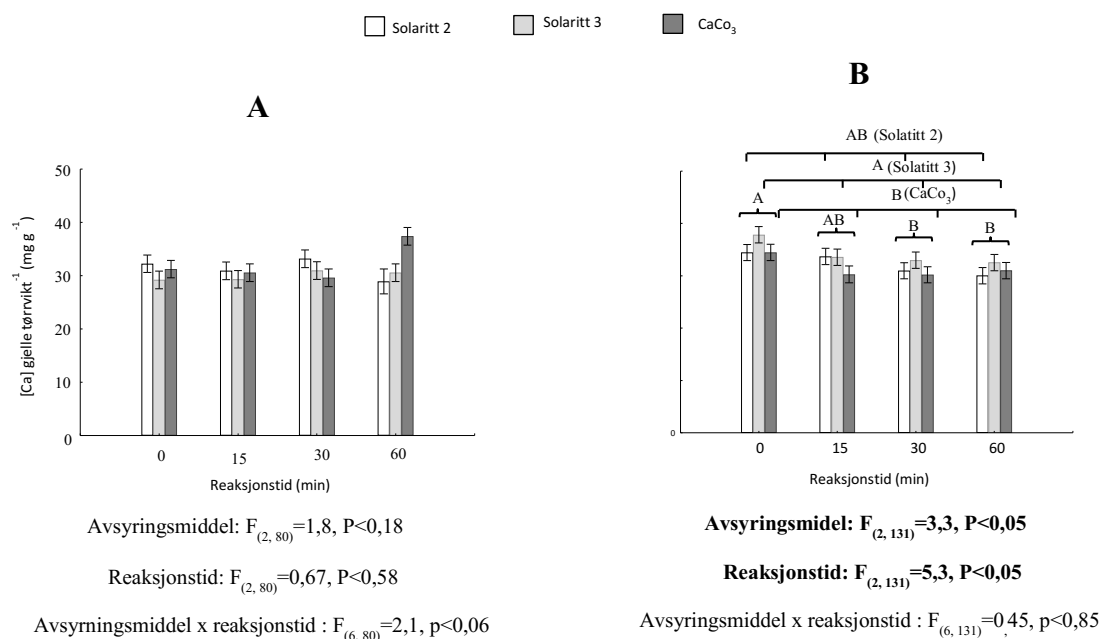 Solaritt 2 Solaritt 3 CaCo3
A
[Ca] gjelle tørrvikt -1 (mg g -1)
50
40
30
20
10
0
0 15 30 60
Reaksjonstid (min)
Avsyringsmiddel: F(2, 80)=1,8, P<0,18
Reaksjonstid: F(2, 80)=0,67, P<0,58
Avsyrningsmiddel x reaksjonstid : F(6, 80)=2,1, p<0,06
B
AB (Solatitt 2)
A (Solatitt 3)
B (CaCo3)
A AB B B
0
0 15 30 60
Reaksjonstid (min)
Avsyringsmidel: F(2, 131)=3,3, P<0,05
Reaksjonstid: F(2, 131)=5,3, P<0,05
Avsyringsmiddel x reaksjonstid : F(6, 131)=0,45, p<0,85